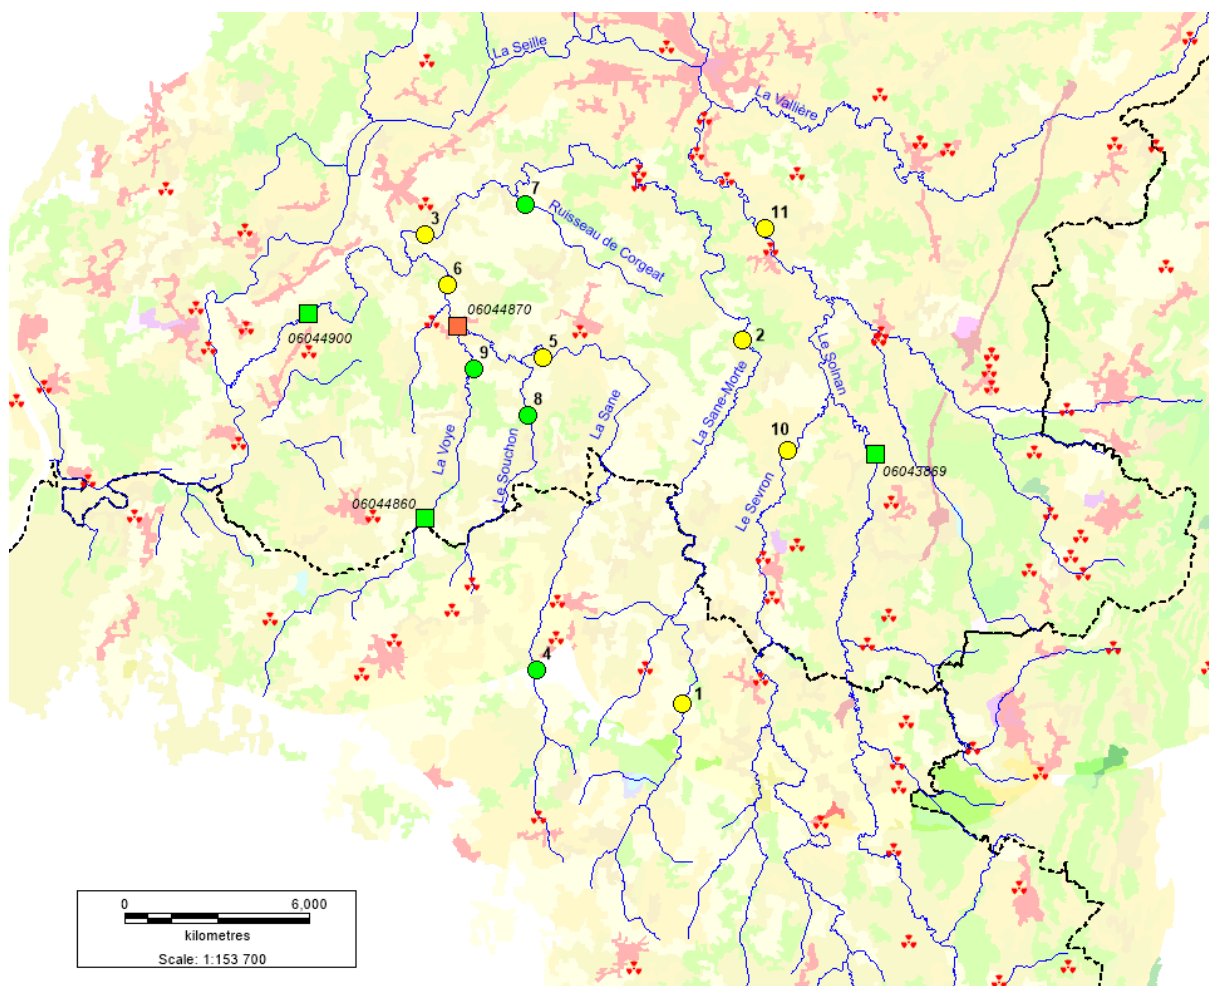 La Seille
La Vallière
7
Ruisseau de Corgeat
3
11
6
06044870
06044900
5
2
9
8
La Sane
La Sane-Morte
Le Solnan
La Voye
Le Souchon
10
06043869
Le Sevron
06044860
4
1
0 6,000
kilometres
Scale: 1:153 700